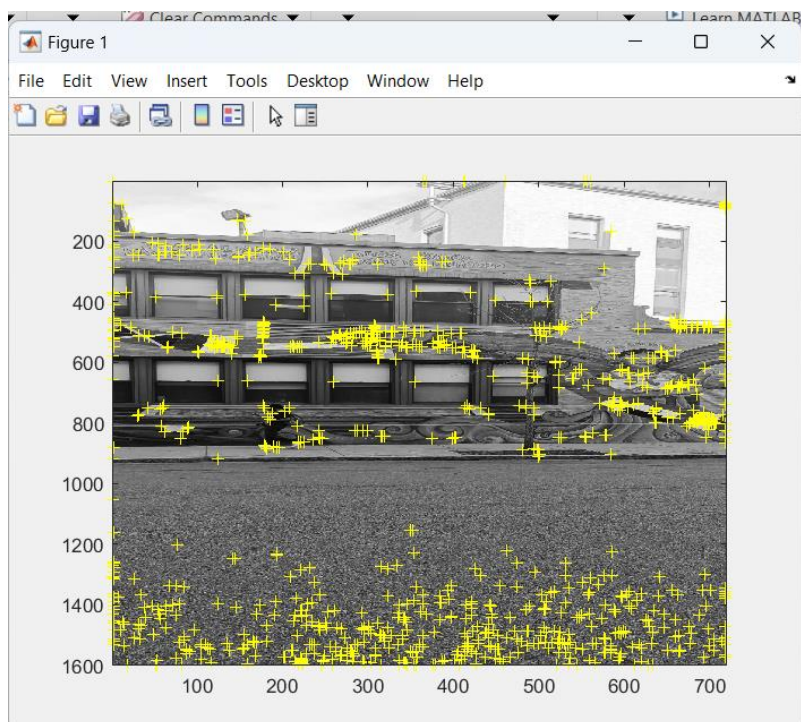 Clear Commands Learn MATLAB
Figure 1
File Edit View Insert Tools Desktop Window Help
200
400
600
800
1000
1200
1400
1600
100 200 300 400 500 600 700